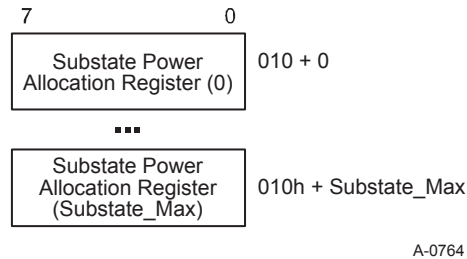 7 0
Substate Power
Allocation Register (0)
010 + 0
...
Substate Power
Allocation Register
(Substate_Max)
010h + Substate_Max
A-0764